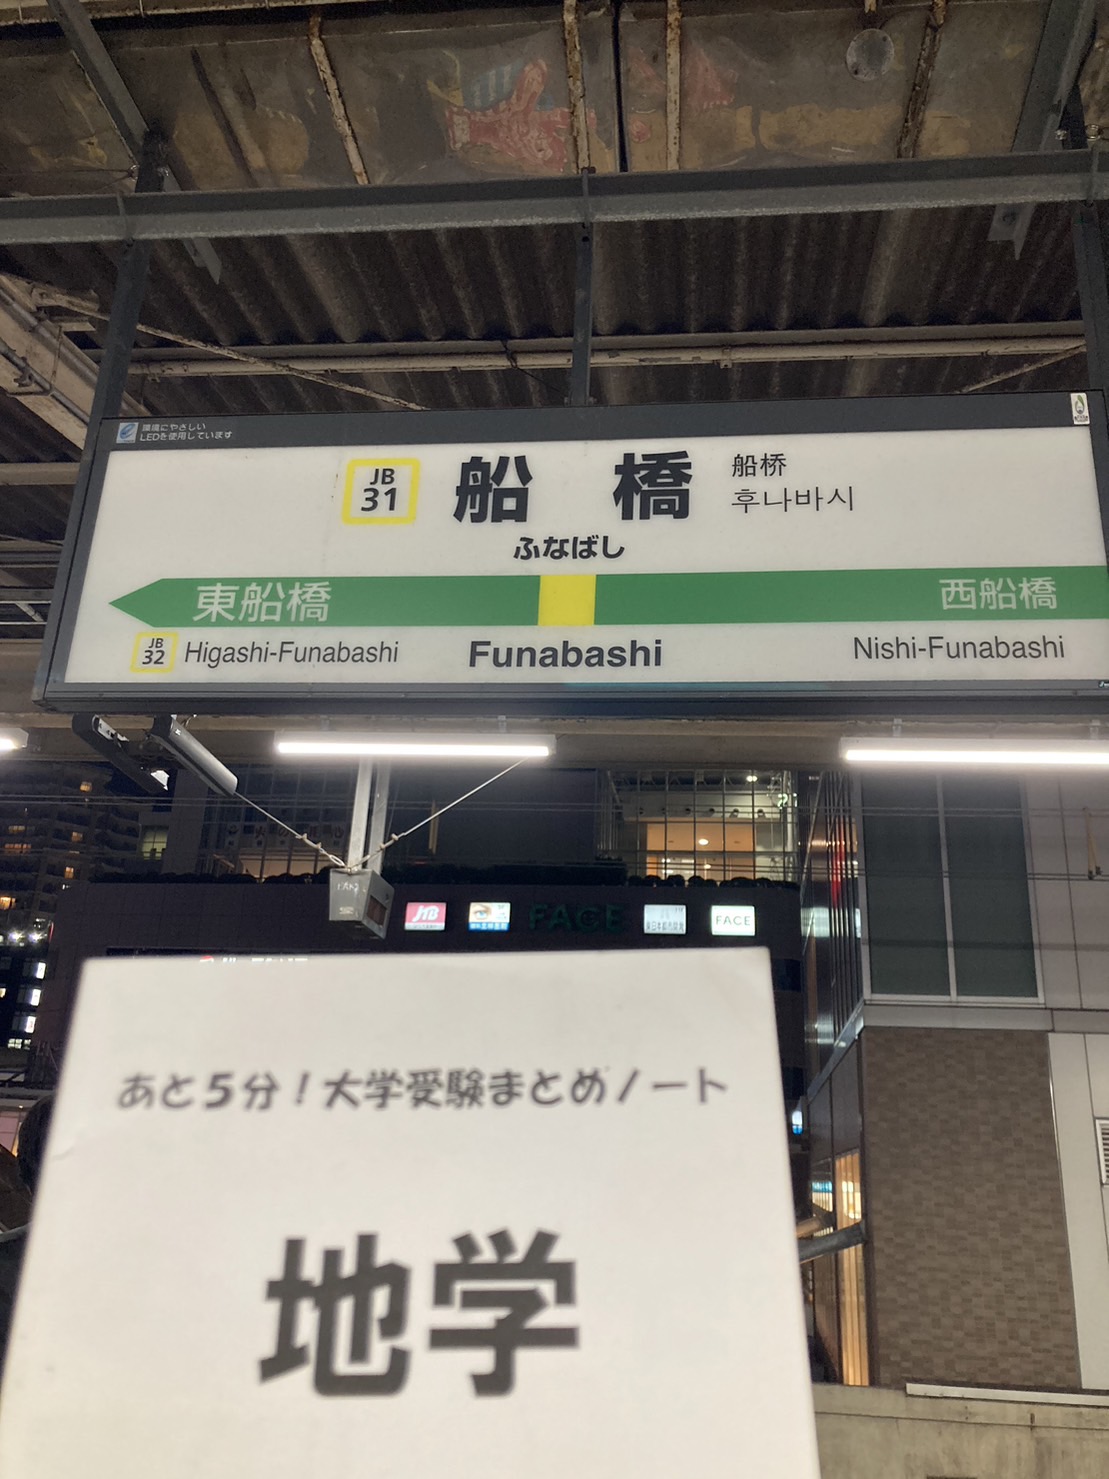 環境にやさしい
LEDを使用しています
JB
31
船橋
船桥
후나바시
ふなばし
東船橋
西船橋
JB
32
Higashi-Funabashi
Funabashi
Nishi-Funabashi
JTB
FACE
FACE
あと5分！大学受験まとめノート
地学